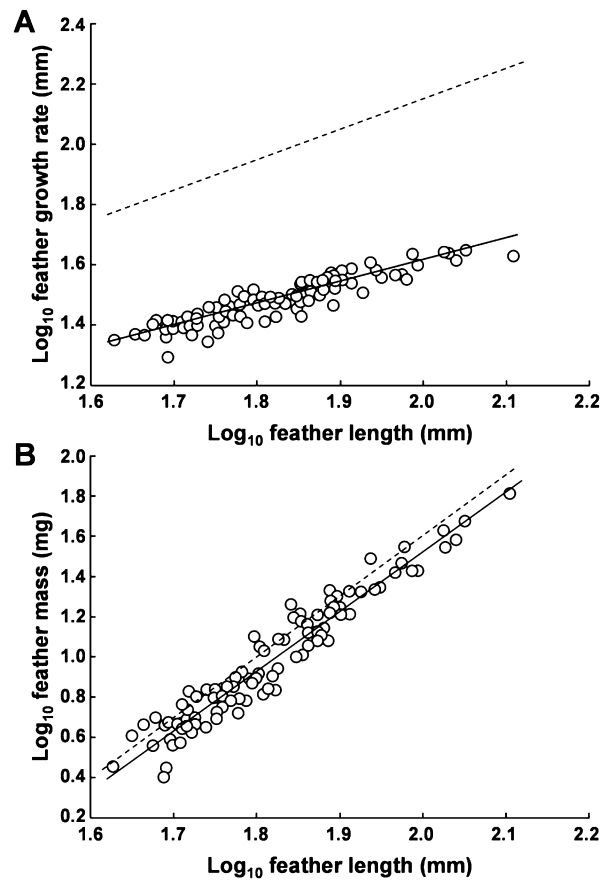 A
Log10 feather growth rate (mm)
2.4
2.2
2.0
1.8
1.6
1.4
1.2
1.6 1.7 1.8 1.9 2.0 2.1 2.2
Log10 feather length (mm)
B
Log10 feather mass (mg)
2.0
1.8
1.6
1.4
1.2
1.0
0.8
0.6
0.4
0.2
1.6 1.7 1.8 1.9 2.0 2.1 2.2
Log10 feather length (mm)